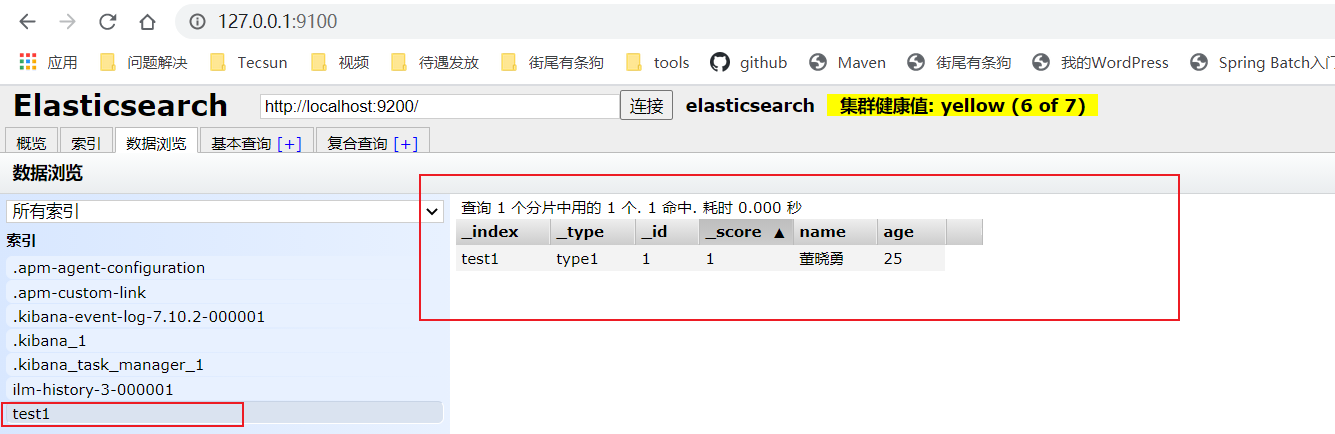 127.0.0.1:9100
应用 问题解决 Tecsun 视频 待遇发放 街尾有条狗 tools github Maven 街尾有条狗 我的WordPress Spring Batch入门
Elasticsearch http://localhost:9200/ 连接 elasticsearch 集群健康值: yellow (6 of 7)
概览 索引 数据浏览 基本查询 [+] 复合查询 [+]
数据浏览
所有索引
索引
.apm-agent-configuration
.apm-custom-link
.kibana-event-log-7.10.2-000001
.kibana_1
.kibana_task_manager_1
ilm-history-3-000001
test1
查询 1 个分片中用的 1 个. 1 命中. 耗时 0.000 秒
_index _type _id _score ▲ name age
test1 type1 1 1 董晓勇 25